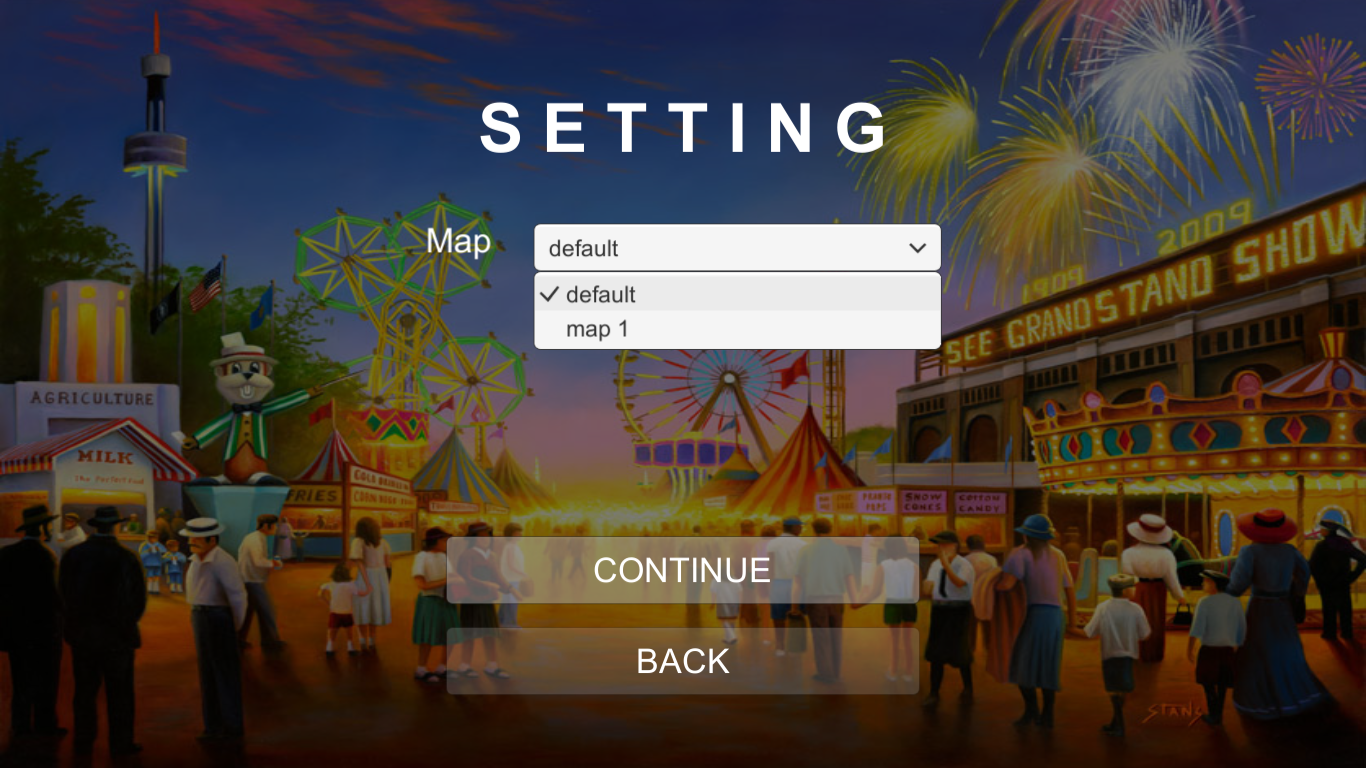 SETTING
Map
default
default
map 1
2009
1909
SEE GRANDSTAND SHOW
AGRICULTURE
MILK
The Perfect Food
FRIES
SNOW
CONES
COTTON
CANDY
CONTINUE
BACK